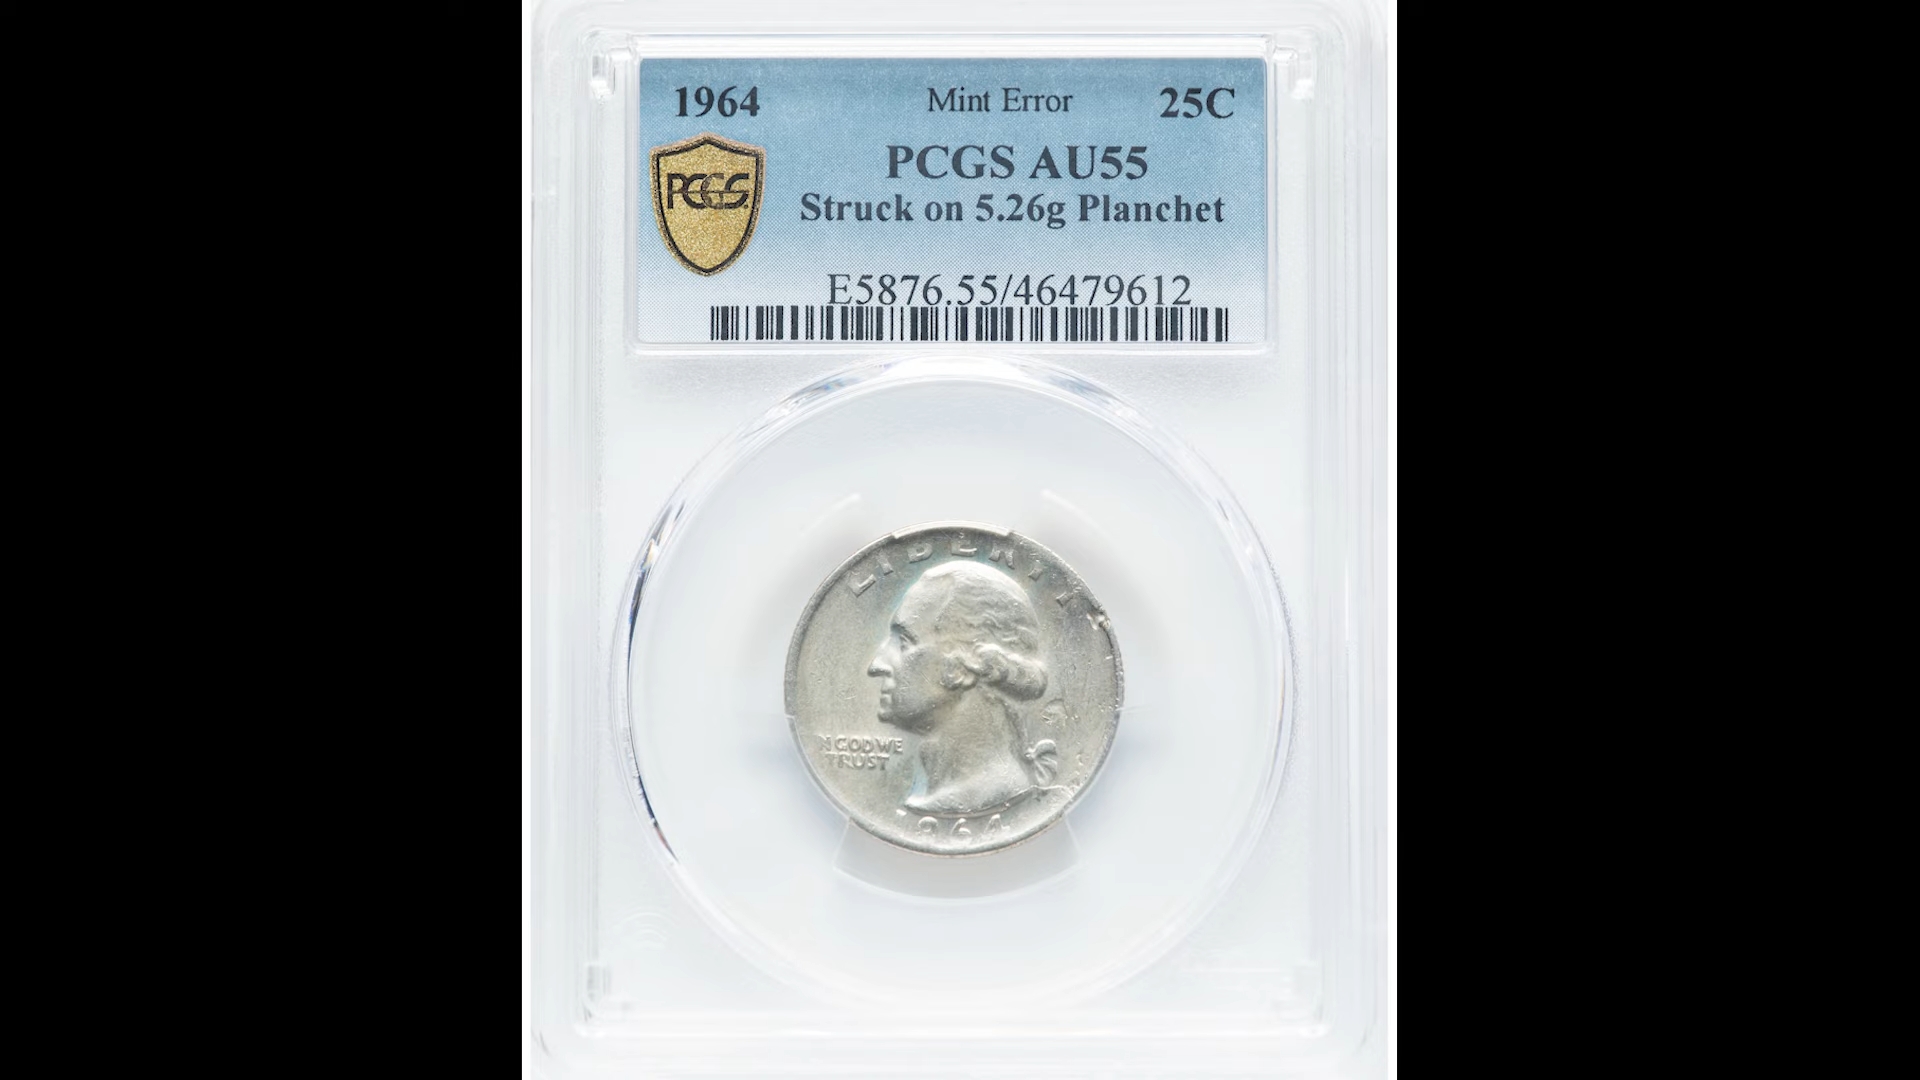 1964 Mint Error 25C
PCGS
PCGS AU55
Struck on 5.26g Planchet
E5876.55/46479612
LIBERTY
N GOD WE
TRUST
1964